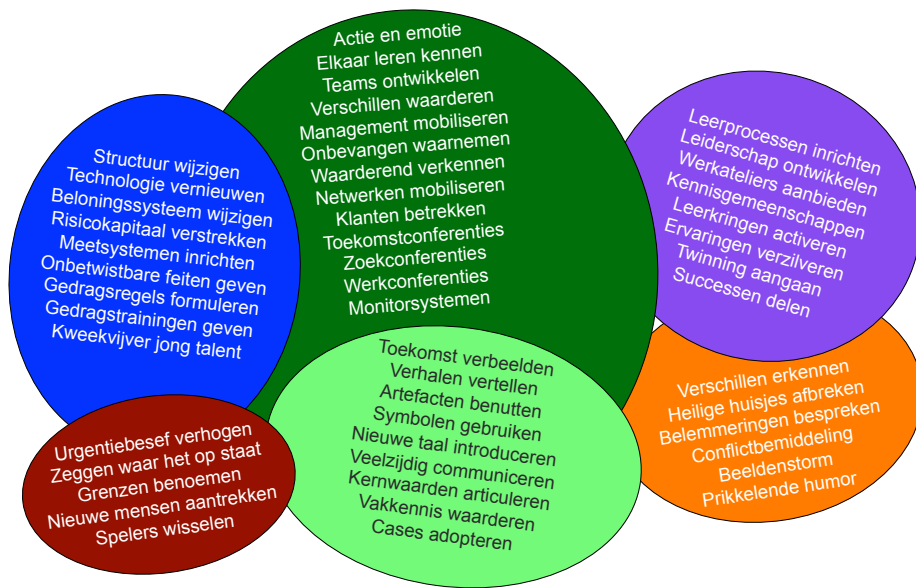 Actie en emotie
Elkaar leren kennen
Teams ontwikkelen
Verschillen waarderen
Management mobiliseren
Onbevangen waarnemen
Waarderend verkennen
Netwerken mobiliseren
Klanten betrekken
Toekomstconferenties
Zoekconferenties
Werkconferenties
Monitorsystemen
Structuur wijzigen
Technologie vernieuwen
Beloningssysteem wijzigen
Risicokapitaal verstrekken
Meetsystemen inrichten
Onbetwistbare feiten geven
Gedragsregels formuleren
Gedragstrainingen geven
Kweekvijver jong talent
Leerprocessen inrichten
Leiderschap ontwikkelen
Werkateliers aanbieden
Kennisgemeenschappen
Leerkringen activeren
Ervaringen verzilveren
Twinning aangaan
Successen delen
Urgentiebesef verhogen
Zeggen waar het op staat
Grenzen benoemen
Nieuwe mensen aantrekken
Spelers wisselen
Toekomst verbeelden
Verhalen vertellen
Artefacten benutten
Symbolen gebruiken
Nieuwe taal introduceren
Veelzijdig communiceren
Kernwaarden articuleren
Vakkennis waarderen
Cases adopteren
Verschillen erkennen
Heilige huisjes afbreken
Belemmeringen bespreken
Conflictbemiddeling
Beeldenstorm
Prikkelende humor